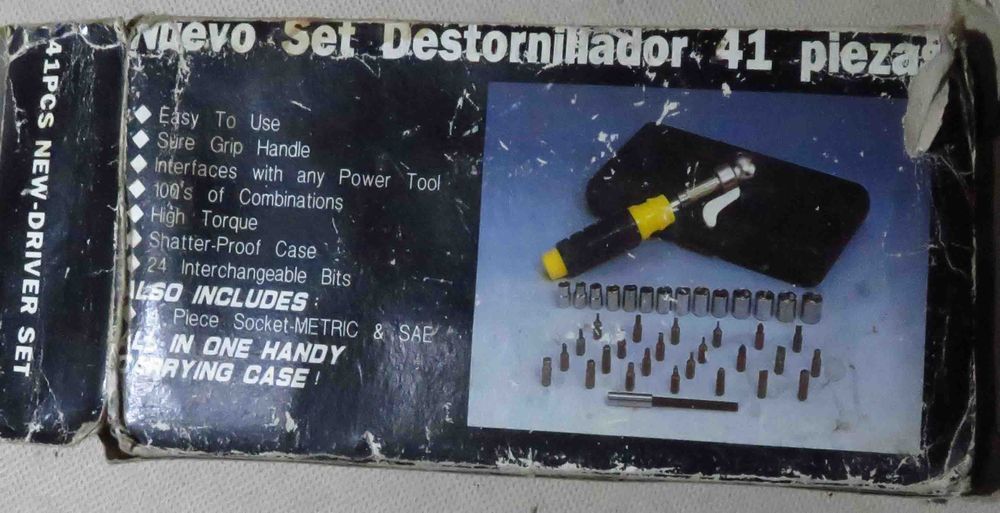 41PCS NEW-DRIVER SET
Nuevo Set Destornillador 41 piezas
Easy To Use
Sure Grip Handle
Interfaces with any Power Tool
100's of Combinations
High Torque
Shatter-Proof Case
24 Interchangeable Bits
ALSO INCLUDES :
Piece Socket-METRIC & SAE
IN ONE HANDY
CARRYING CASE !